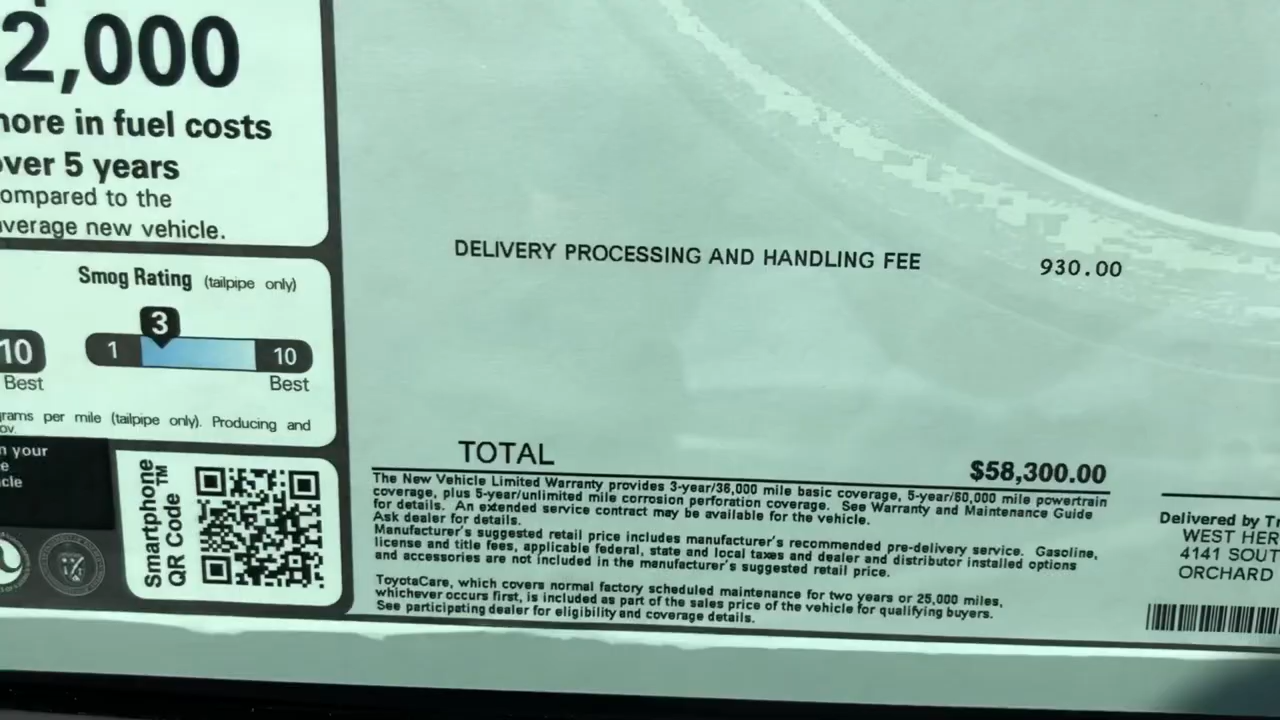 2,000
more in fuel costs
over 5 years
compared to the
average new vehicle.
Smog Rating (tailpipe only)
3
10
1
10
Best
Best
grams per mile (tailpipe only). Producing and
your
Smartphone
QR Code™
DELIVERY PROCESSING AND HANDLING FEE 930.00
TOTAL $58,300.00
The New Vehicle Limited Warranty provides 3-year/36,000 mile basic coverage, 5-year/60,000 mile powertrain
coverage, plus 5-year/unlimited mile corrosion perforation coverage. See Warranty and Maintenance Guide
for details. An extended service contract may be available for the vehicle.
Ask dealer for details.
Manufacturer's suggested retail price includes manufacturer's recommended pre-delivery service. Gasoline,
license and title fees, applicable federal, state and local taxes and dealer and distributor installed options
and accessories are not included in the manufacturer's suggested retail price.
ToyotaCare, which covers normal factory scheduled maintenance for two years or 25,000 miles,
whichever occurs first, is included as part of the sales price of the vehicle for qualifying buyers.
See participating dealer for eligibility and coverage details.
Delivered by
WEST HER
4141 SOUT
ORCHARD